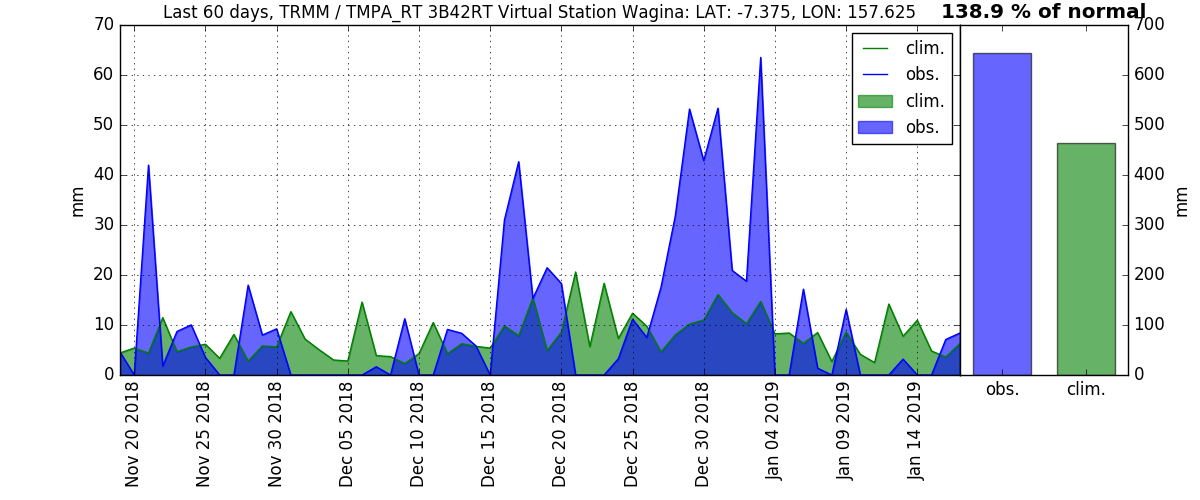 Last 60 days, TRMM / TMPA_RT 3B42RT Virtual Station Wagina: LAT: -7.375, LON: 157.625
138.9 % of normal
70
60
50
40
30
20
10
0
mm
clim.
obs.
clim.
obs.
Nov 20 2018
Nov 25 2018
Nov 30 2018
Dec 05 2018
Dec 10 2018
Dec 15 2018
Dec 20 2018
Dec 25 2018
Dec 30 2018
Jan 04 2019
Jan 09 2019
Jan 14 2019
700
600
500
400
300
200
100
0
mm
obs.
clim.